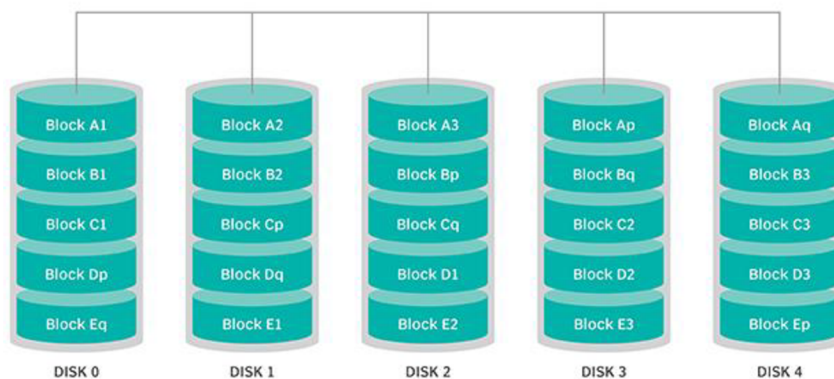 Block A1 Block A2 Block A3 Block Ap Block Aq
Block B1 Block B2 Block Bp Block Bq Block B3
Block C1 Block Cp Block Cq Block C2 Block C3
Block Dp Block Dq Block D1 Block D2 Block D3
Block Eq Block E1 Block E2 Block E3 Block Ep
DISK 0 DISK 1 DISK 2 DISK 3 DISK 4